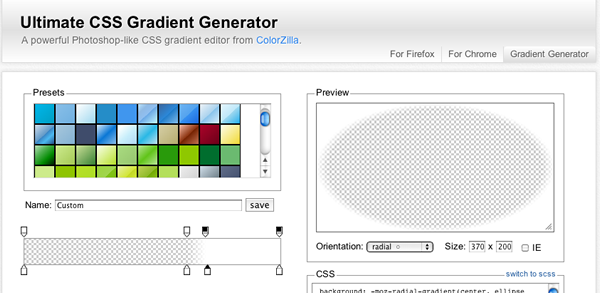 Ultimate CSS Gradient Generator
A powerful Photoshop-like CSS gradient editor from ColorZilla.
For Firefox For Chrome Gradient Generator
Presets
Name: Custom save
Preview
Orientation: radial Size: 370 x 200 IE
CSS switch to scss
background: -moz-radial-gradient(center, ellipse